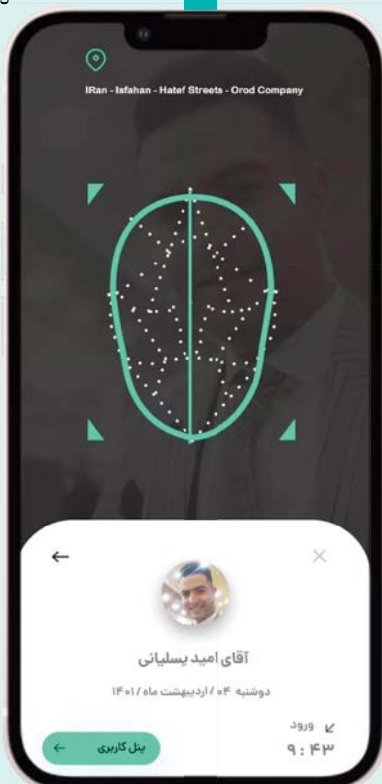 IRan - Isfahan - Hatef Streets - Orod Company
آقای امید یسلیانی
دوشنبه ۰۴ / اردیبهشت ماه / ۱۴۰۱
ورود
۹ : ۴۳
پنل کاربری